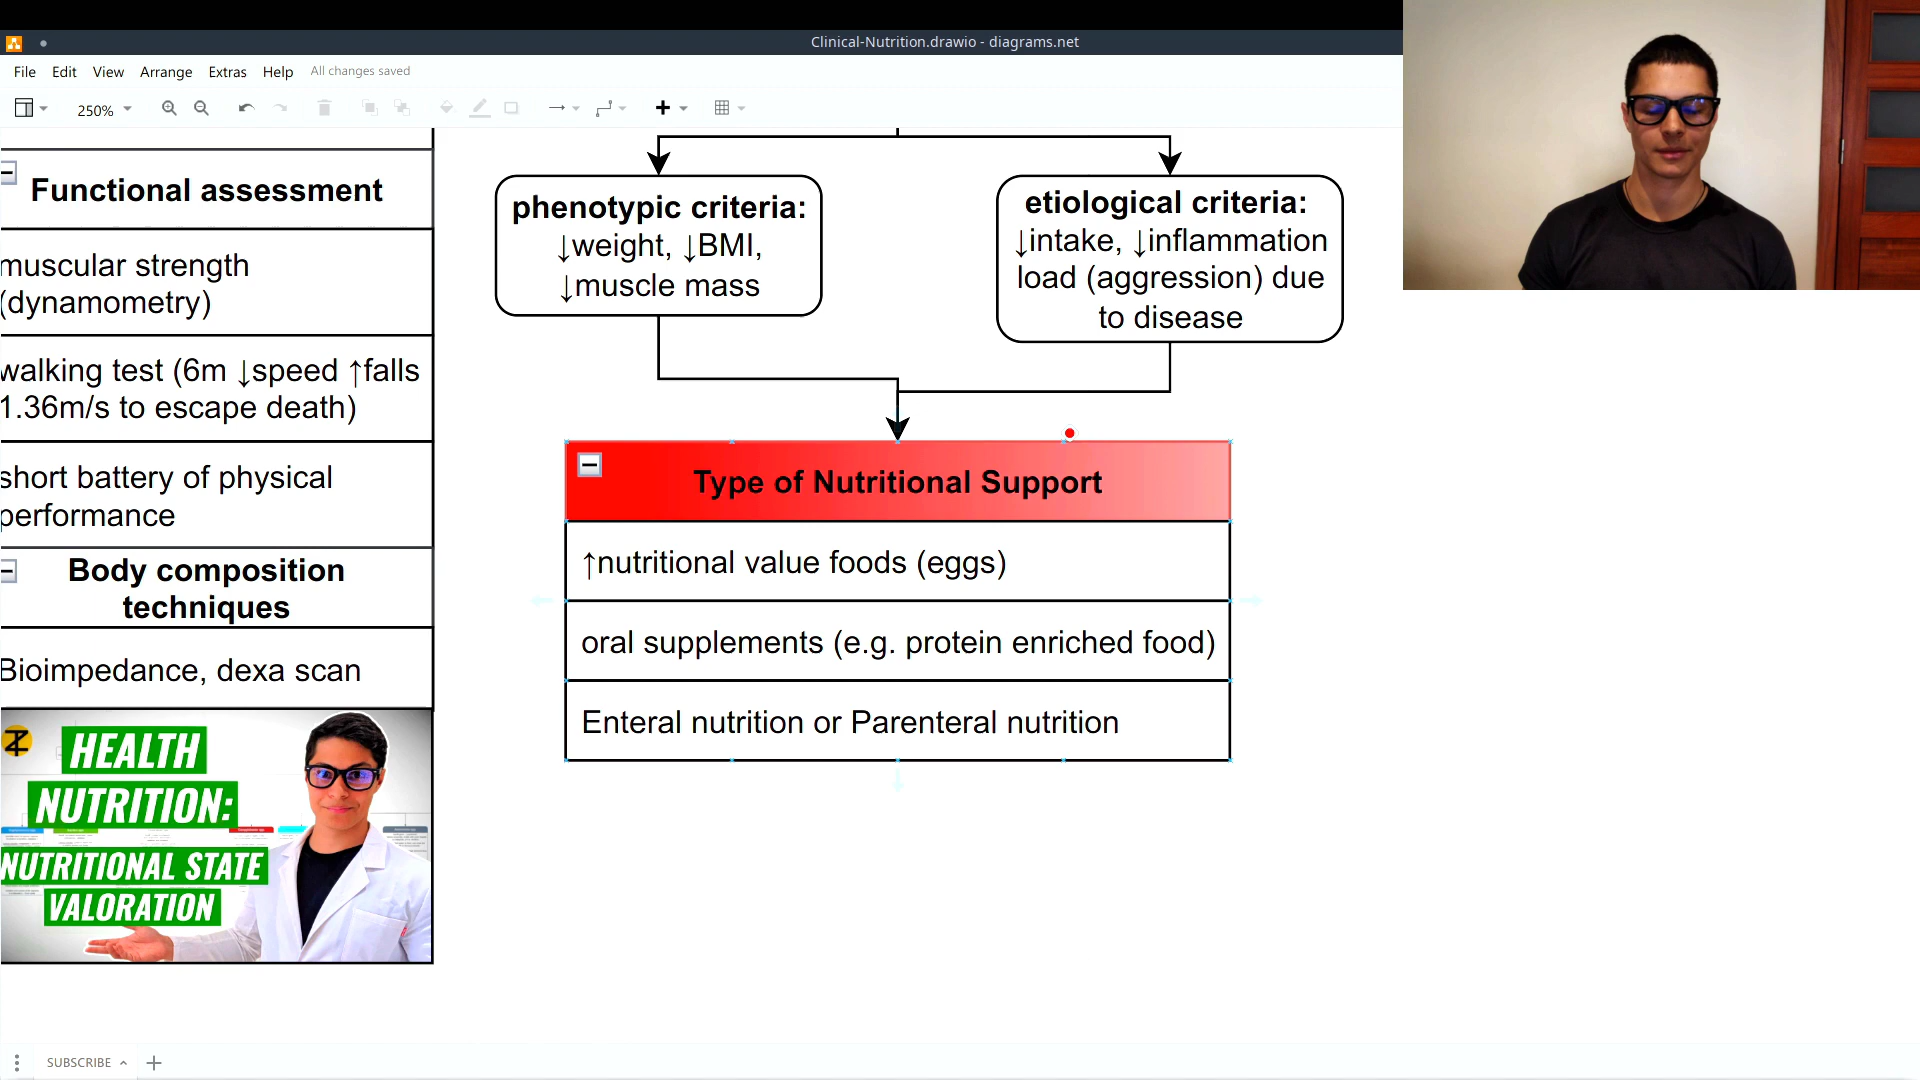 Clinical-Nutrition.drawio - diagrams.net
File Edit View Arrange Extras Help All changes saved
250%
Functional assessment
muscular strength
(dynamometry)
walking test (6m ↓speed ↑falls
1.36m/s to escape death)
short battery of physical
performance
Body composition
techniques
Bioimpedance, dexa scan
HEALTH
NUTRITION:
NUTRITIONAL STATE
VALORATION
phenotypic criteria:
↓weight, ↓BMI,
↓muscle mass
etiological criteria:
↓intake, ↓inflammation
load (aggression) due
to disease
Type of Nutritional Support
↑nutritional value foods (eggs)
oral supplements (e.g. protein enriched food)
Enteral nutrition or Parenteral nutrition
SUBSCRIBE